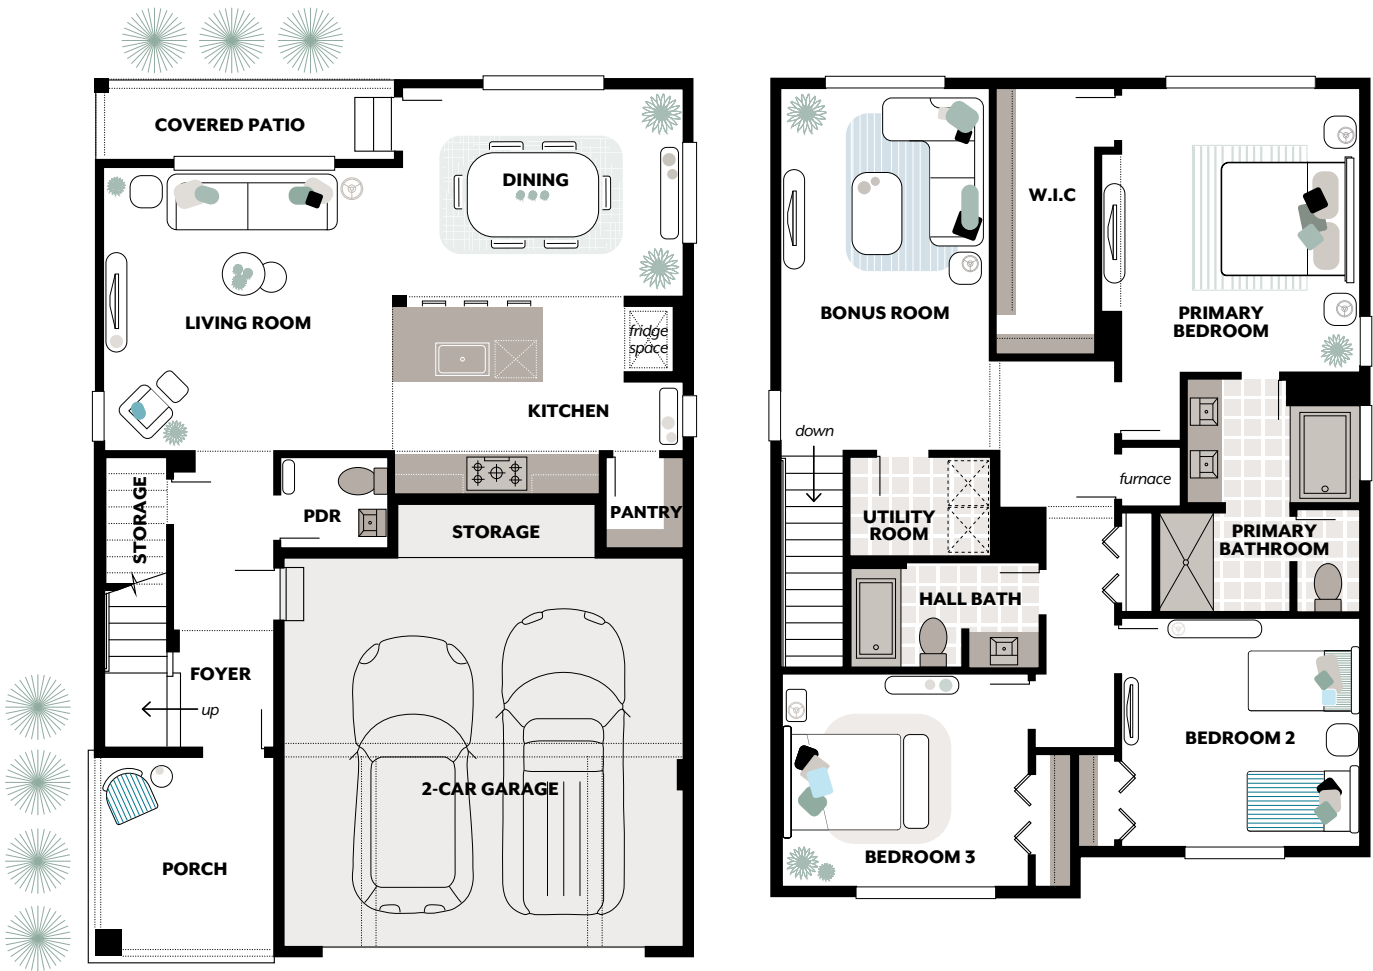 COVERED PATIO
DINING
LIVING ROOM
fridge
space
KITCHEN
STORAGE
PDR
STORAGE
PANTRY
FOYER
up
2-CAR GARAGE
PORCH
W.I.C
BONUS ROOM
PRIMARY
BEDROOM
down
furnace
UTILITY
ROOM
PRIMARY
BATHROOM
HALL BATH
BEDROOM 2
BEDROOM 3